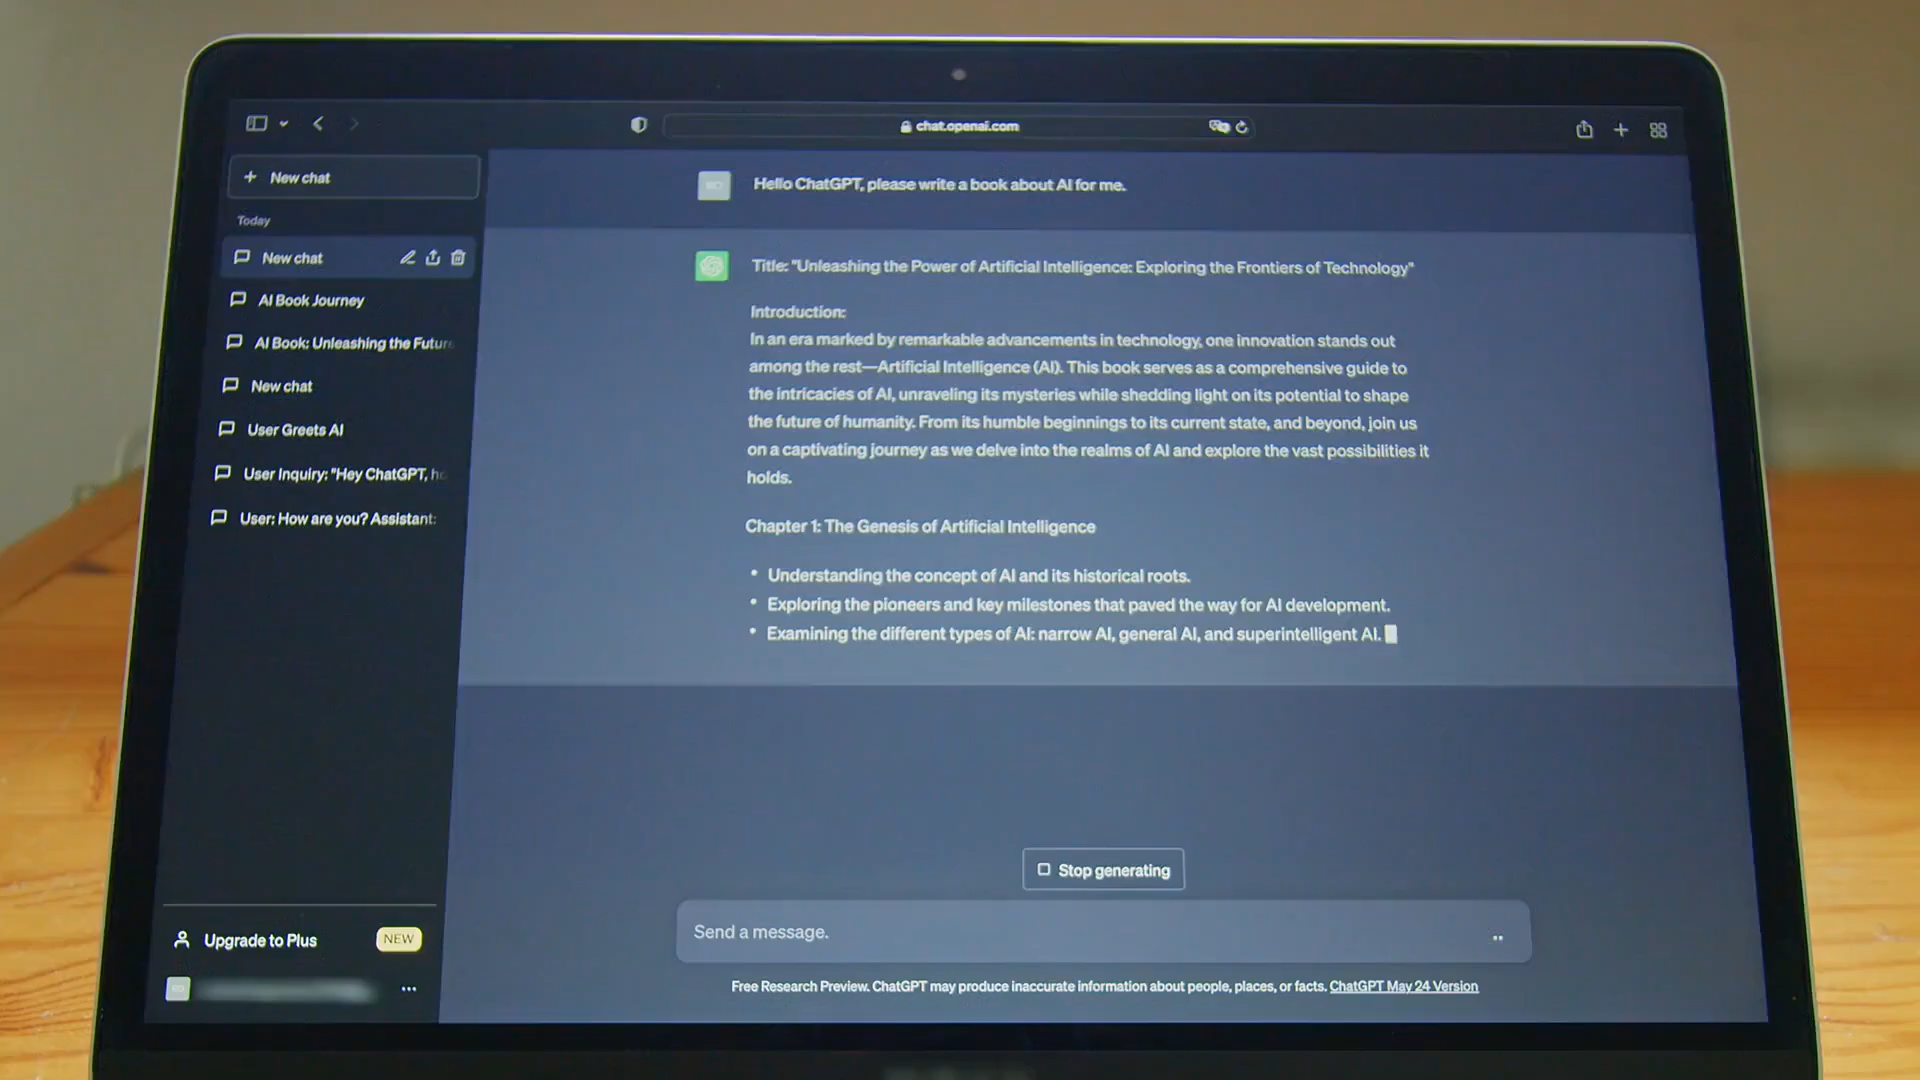 chat.openai.com
New chat
Today
New chat
AI Book Journey
AI Book: Unleashing the Futur
New chat
User Greets AI
User Inquiry: "Hey ChatGPT, h
User: How are you? Assistant:
Upgrade to Plus
NEW
Hello ChatGPT, please write a book about AI for me.
Title: "Unleashing the Power of Artificial Intelligence: Exploring the Frontiers of Technology"
Introduction:
In an era marked by remarkable advancements in technology, one innovation stands out
among the rest—Artificial Intelligence (AI). This book serves as a comprehensive guide to
the intricacies of AI, unraveling its mysteries while shedding light on its potential to shape
the future of humanity. From its humble beginnings to its current state, and beyond, join us
on a captivating journey as we delve into the realms of AI and explore the vast possibilities it
holds.
Chapter 1: The Genesis of Artificial Intelligence
• Understanding the concept of AI and its historical roots.
• Exploring the pioneers and key milestones that paved the way for AI development.
• Examining the different types of AI: narrow AI, general AI, and superintelligent AI.
Stop generating
Send a message.
Free Research Preview. ChatGPT may produce inaccurate information about people, places, or facts. ChatGPT May 24 Version